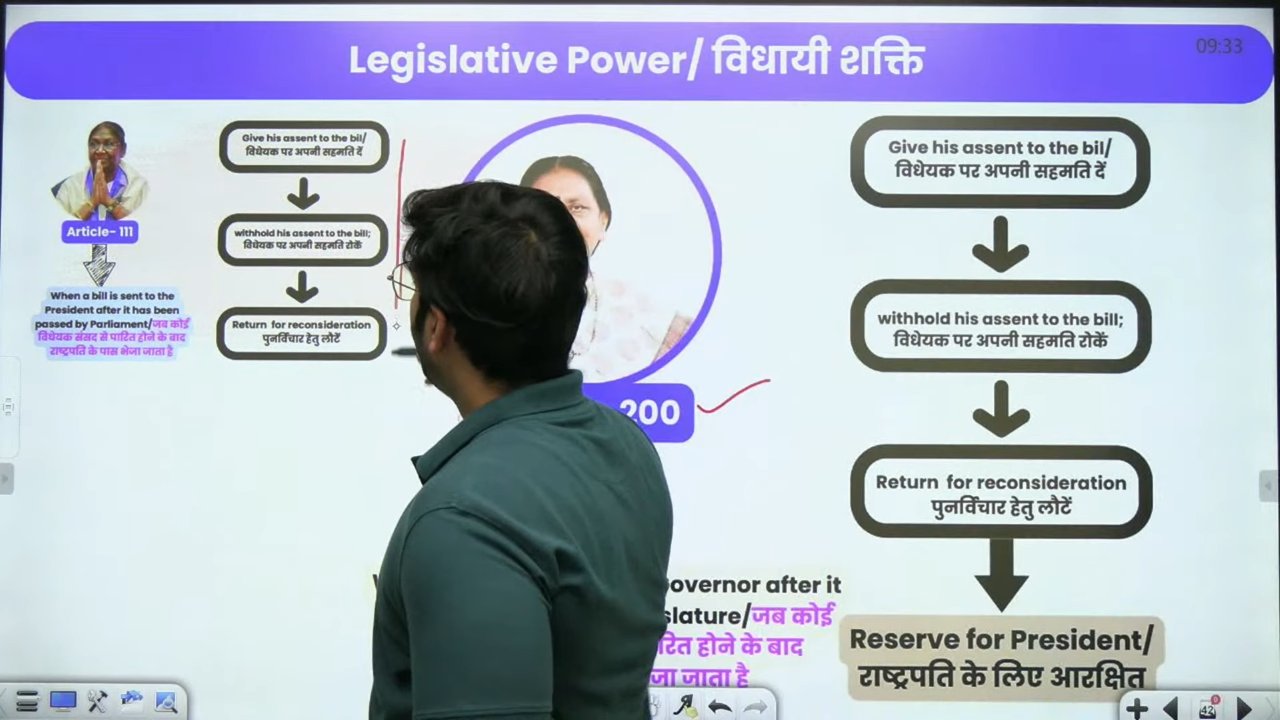 Legislative Power/ विधायी शक्ति
09:33
Article- 111
When a bill is sent to the
President after it has been
passed by Parliament/जब कोई
विधेयक संसद से पारित होने के बाद
राष्ट्रपति के पास भेजा जाता है
Give his assent to the bil/
विधेयक पर अपनी सहमति दें
withhold his assent to the bill;
विधेयक पर अपनी सहमति रोकें
Return for reconsideration
पुनर्विचार हेतु लौटें
200
overnor after it
slature/जब कोई
होने के बाद
जाता है
Give his assent to the bil/
विधेयक पर अपनी सहमति दें
withhold his assent to the bill;
विधेयक पर अपनी सहमति रोकें
Return for reconsideration
पुनर्विचार हेतु लौटें
Reserve for President/
राष्ट्रपति के लिए आरक्षित
42